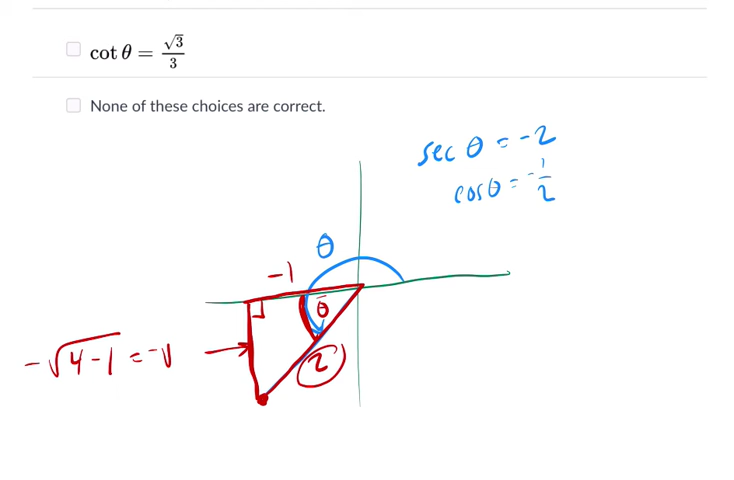 cot θ = √3/3
None of these choices are correct.
sec θ = -2
cos θ = -1/2
θ
-1
θ̄
-√4-1 = -√
2